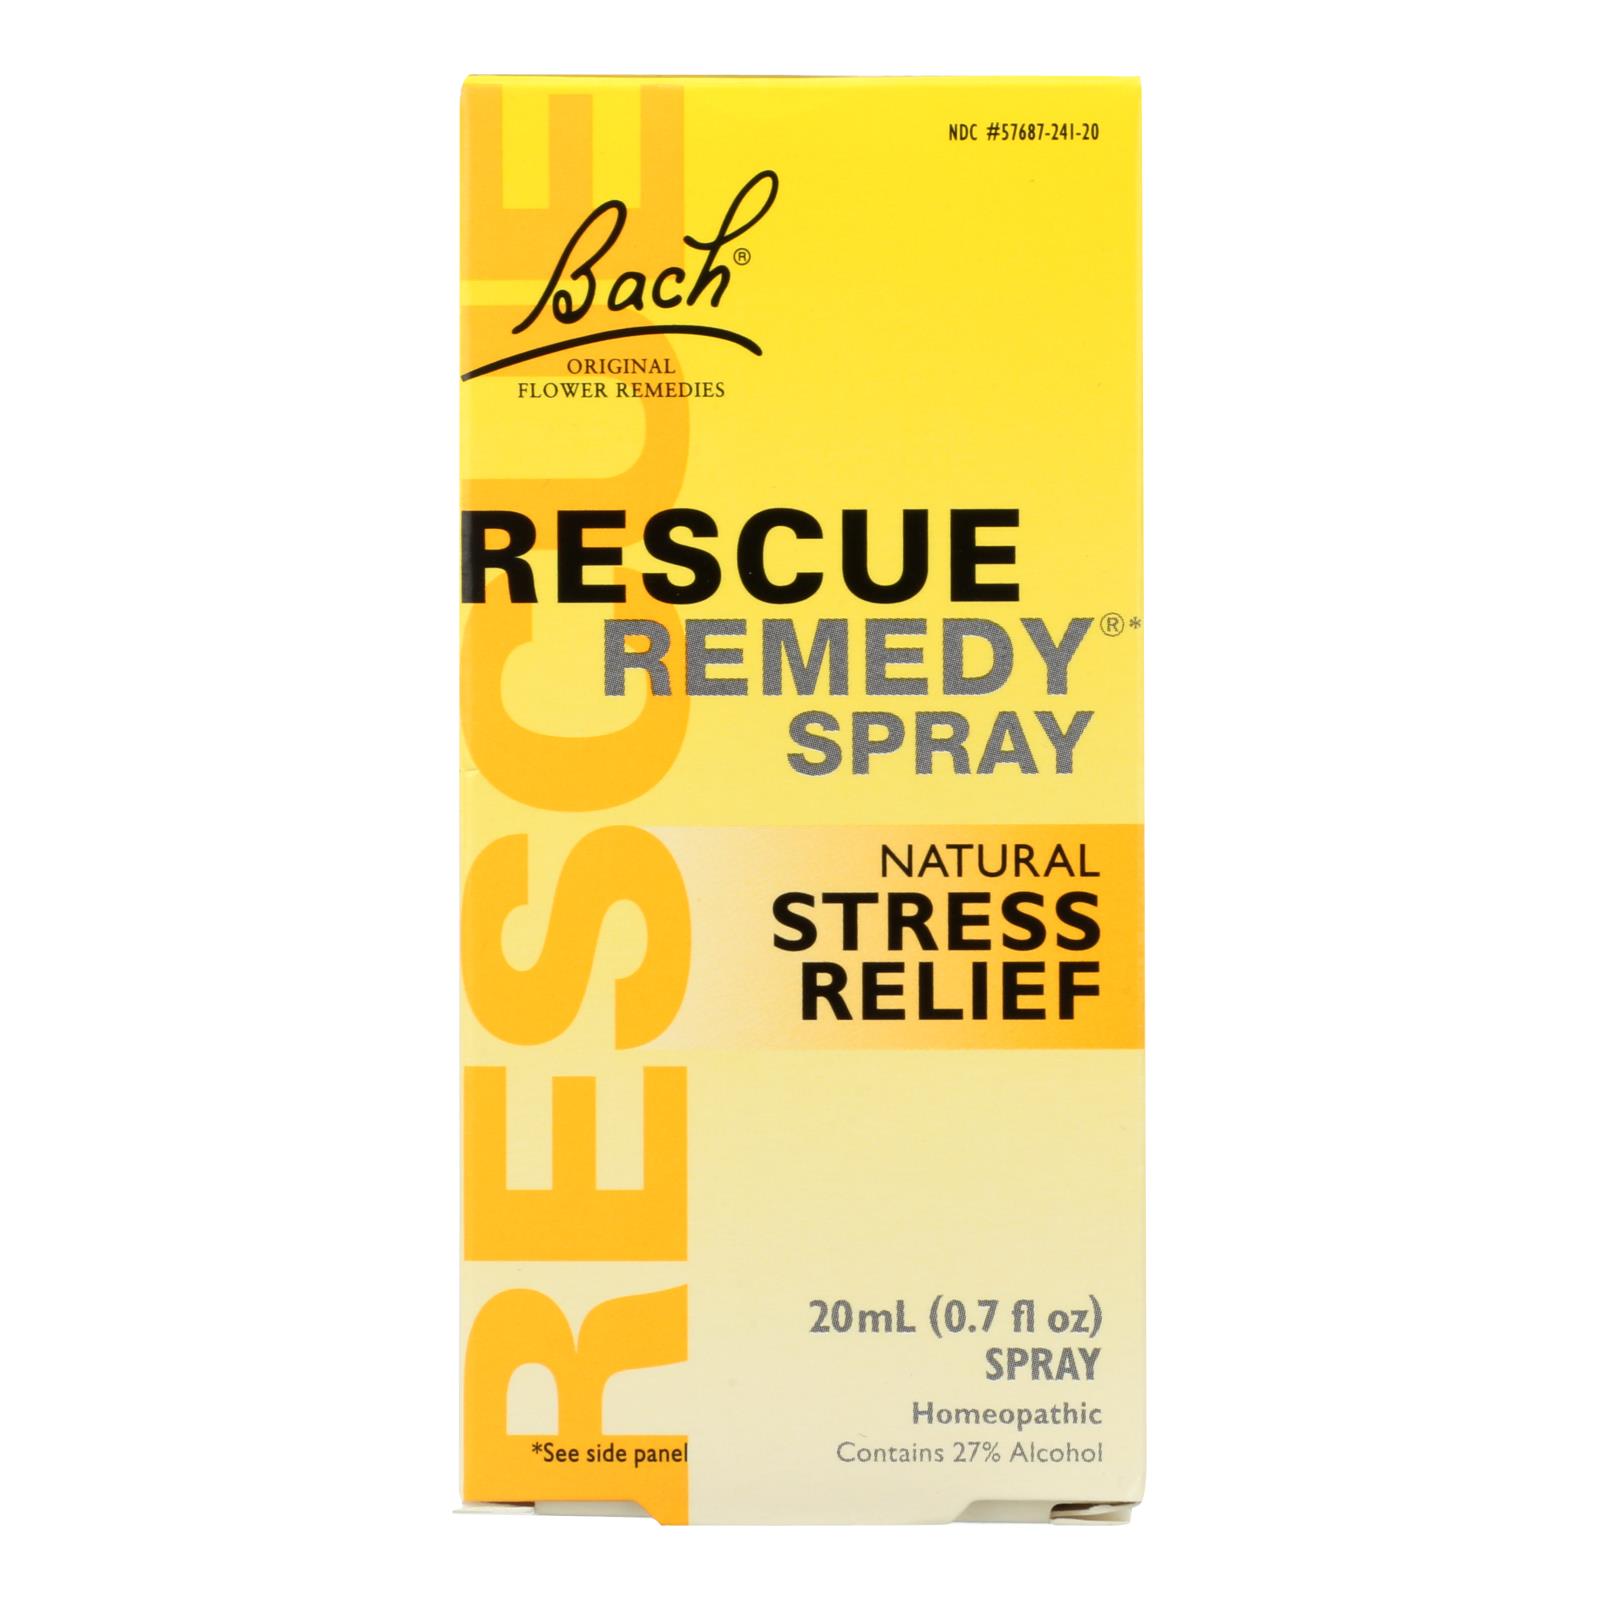 NDC #57687-241-20
Bach®
ORIGINAL
FLOWER REMEDIES
RESCUE
RESCUE
REMEDY®*
SPRAY
NATURAL
STRESS
RELIEF
20mL (0.7 fl oz)
SPRAY
Homeopathic
Contains 27% Alcohol
*See side panel